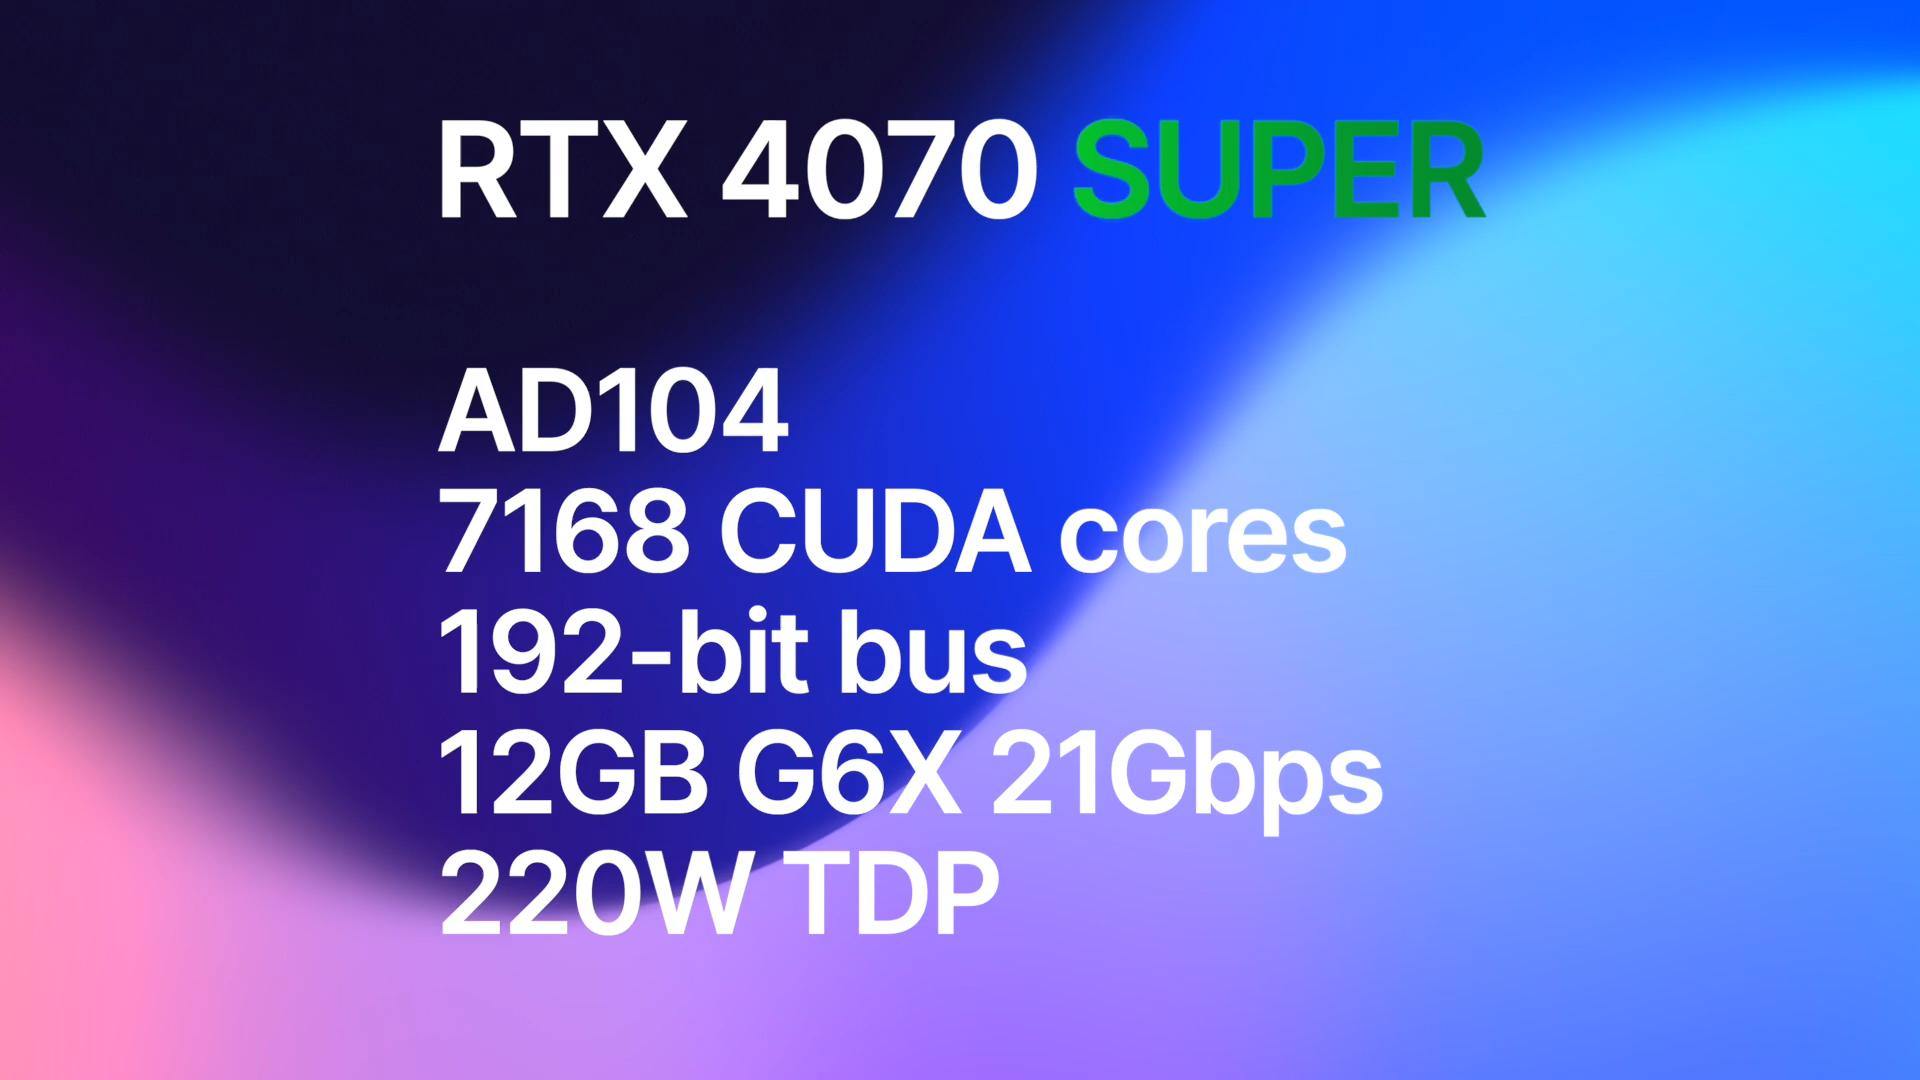 RTX 4070 SUPER
AD104
7168 CUDA cores
192-bit bus
12GB G6X 21Gbps
220W TDP